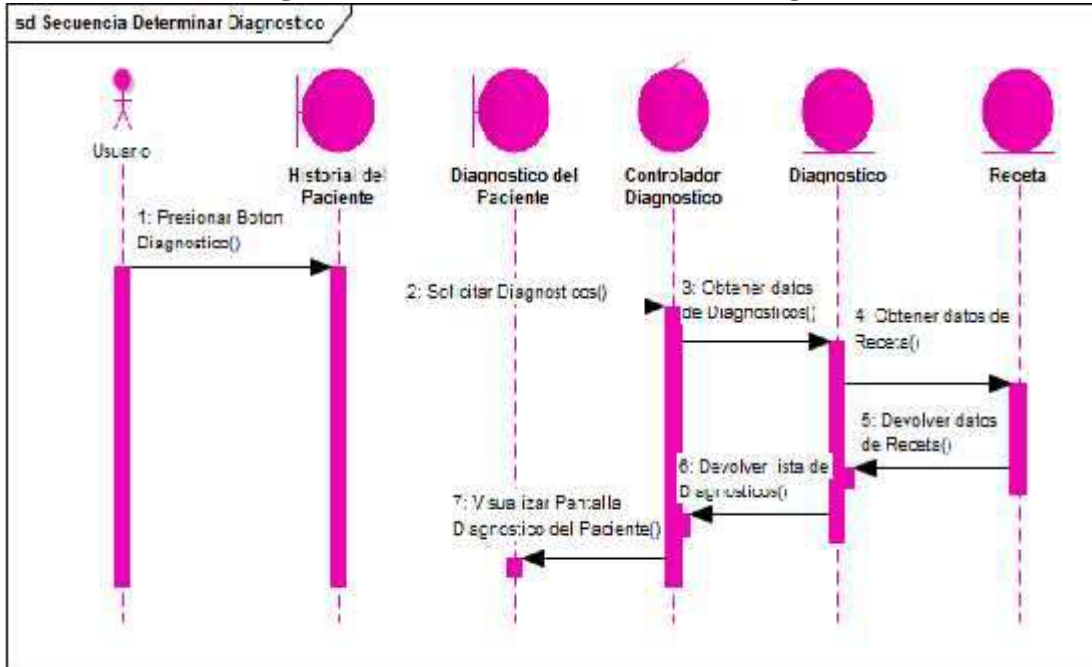 sd Secuencia Determinar Diagnostico
Usuario
Historial del
Paciente
Diagnostico del
Paciente
Controlador
Diagnostico
Diagnostico
Receta
1: Presionar Boton
Diagnostico()
2: Solicitar Diagnosticos()
3: Obtener datos
de Diagnosticos()
4: Obtener datos de
Receta()
5: Devolver datos
de Receta()
6: Devolver lista de
Diagnosticos()
7: Visualizar Pantalla
Diagnostico del Paciente()